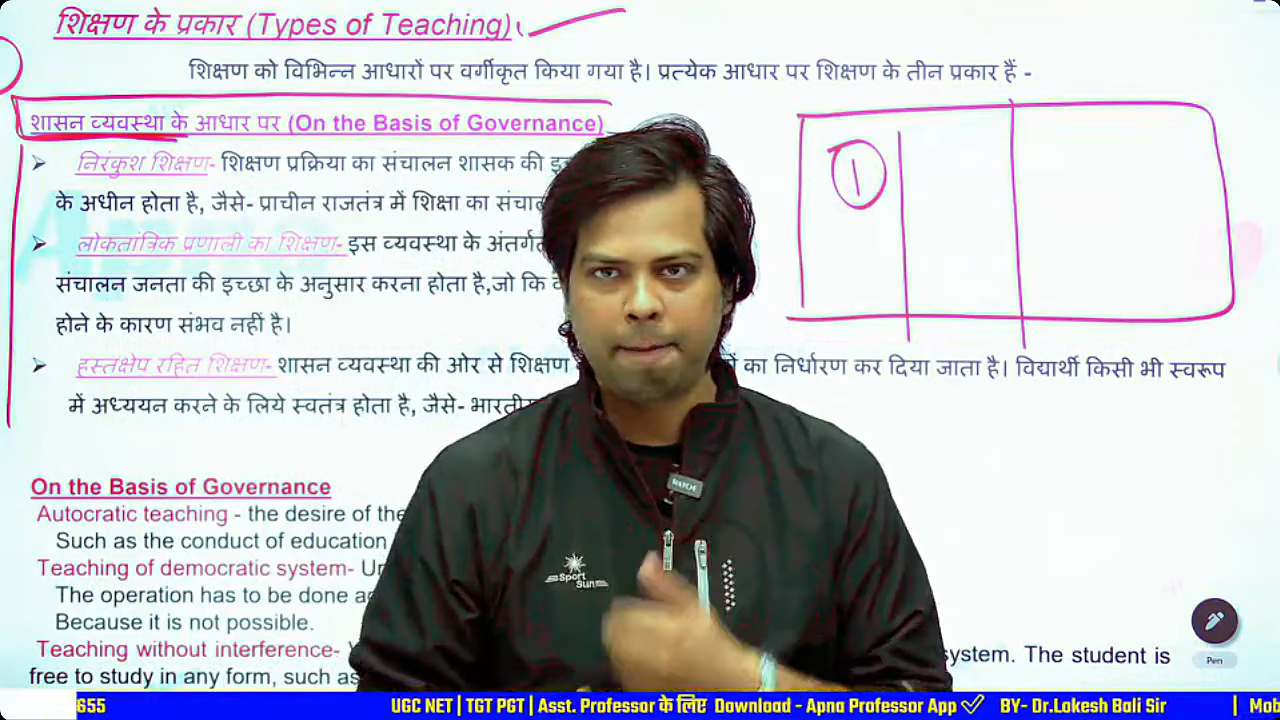 शिक्षण के प्रकार (Types of Teaching)
शिक्षण को विभिन्न आधारों पर वर्गीकृत किया गया है। प्रत्येक आधार पर शिक्षण के तीन प्रकार हैं -
शासन व्यवस्था के आधार पर (On the Basis of Governance)
1
➢ निरंकुश शिक्षण- शिक्षण प्रक्रिया का संचालन शासक की
के अधीन होता है, जैसे- प्राचीन राजतंत्र में शिक्षा का
➢ लोकतांत्रिक प्रणाली का शिक्षण- इस व्यवस्था के
संचालन जनता की इच्छा के अनुसार करना होता है,जो कि
होने के कारण संभव नहीं है।
➢ हस्तक्षेप रहित शिक्षण- शासन व्यवस्था की ओर से शिक्षण का निर्धारण कर दिया जाता है। विद्यार्थी किसी भी स्वरूप
में अध्ययन करने के लिये स्वतंत्र होता है, जैसे-
On the Basis of Governance
Autocratic teaching - the desire of the
Such as the conduct of education
Teaching of democratic system-
The operation has to be done
Because it is not possible.
Teaching without interference- system. The student is
free to study in any form, such as
Sport Sun
Pen
655 UGC NET | TGT PGT | Asst. Professor के लिए Download - Apna Professor App ✓ BY- Dr.Lokesh Bali Sir | Mob